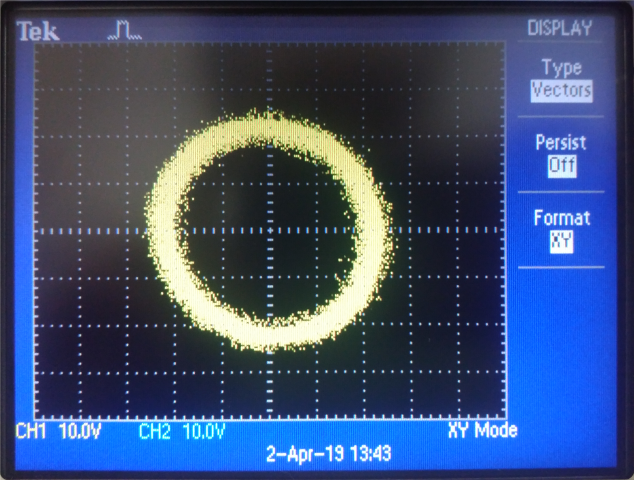 Tek
DISPLAY
Type
Vectors
Persist
Off
Format
XY
CH1 10.0V CH2 10.0V XY Mode
2-Apr-19 13:43